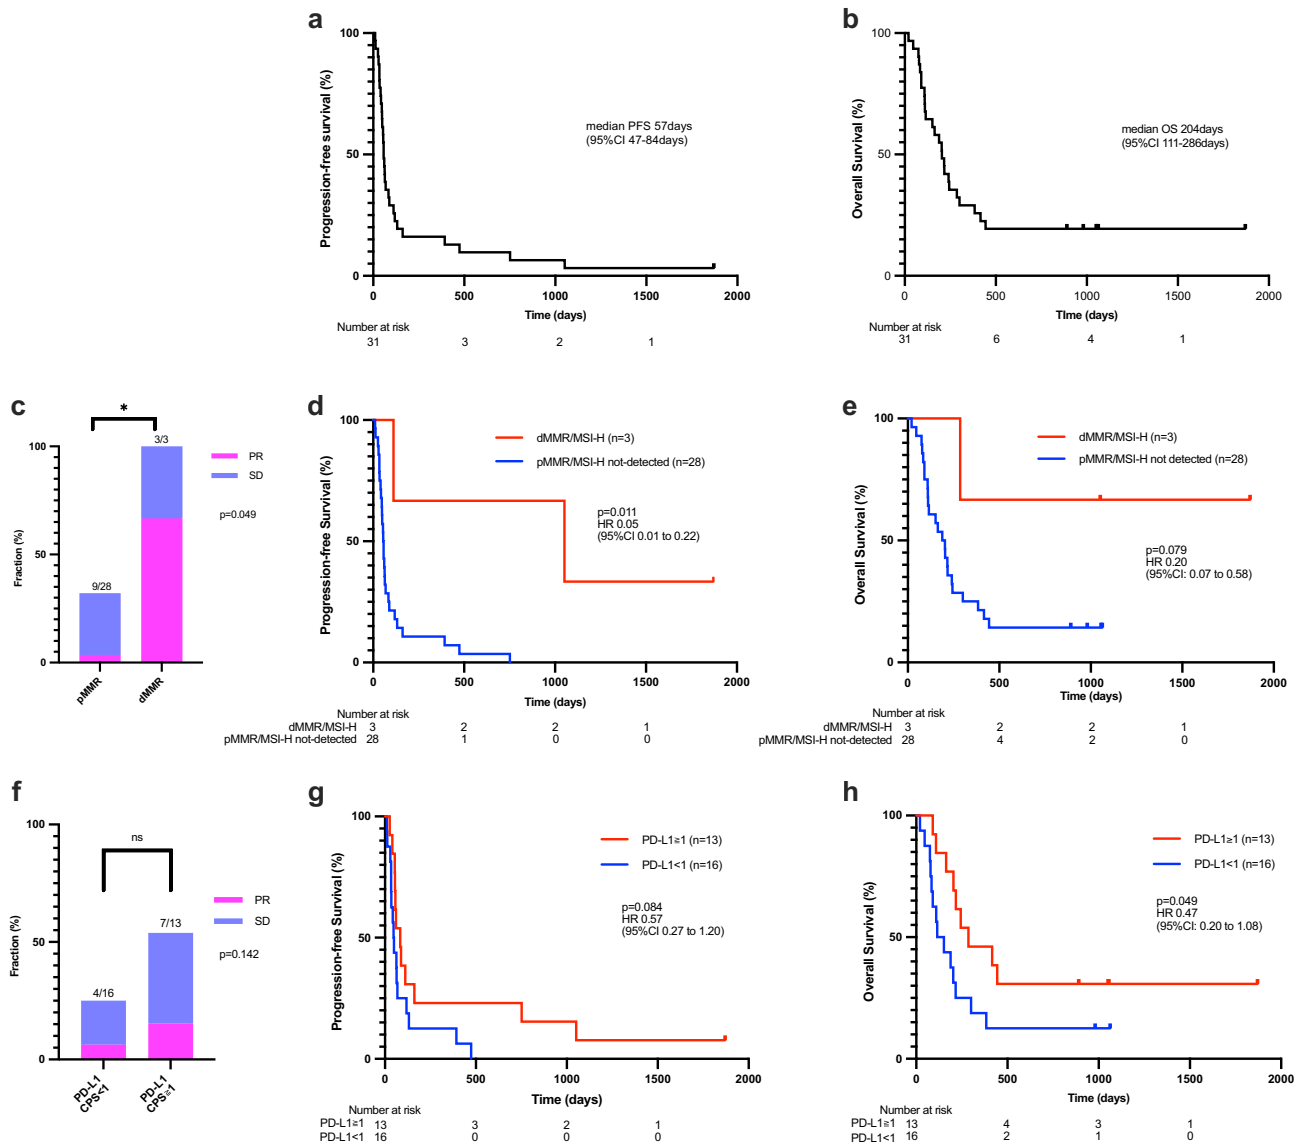 a
100
50
0
Progression-free survival (%)
median PFS 57days
(95%CI 47-84days)
0 500 1000 1500 2000
Time (days)
Number at risk
31 3 2 1
b
100
50
0
Overall Survival (%)
median OS 204days
(95%CI 111-286days)
0 500 1000 1500 2000
TIme (days)
Number at risk
31 6 4 1
c
*
3/3
9/28
100
50
0
Fraction (%)
PR
SD
p=0.049
pMMR
dMMR
d
100
50
0
Progression-free Survival (%)
dMMR/MSI-H (n=3)
pMMR/MSI-H not-detected (n=28)
p=0.011
HR 0.05
(95%CI 0.01 to 0.22)
0 500 1000 1500 2000
Time (days)
Number at risk
dMMR/MSI-H 3 2 2 1
pMMR/MSI-H not-detected 28 1 0 0
e
100
50
0
Overall Survival (%)
dMMR/MSI-H (n=3)
pMMR/MSI-H not detected (n=28)
p=0.079
HR 0.20
(95%CI: 0.07 to 0.58)
0 500 1000 1500 2000
Time (days)
Number at risk
dMMR/MSI-H 3 2 2 1
pMMR/MSI-H not-detected 28 4 2 0
f
ns
7/13
4/16
100
50
0
Fraction (%)
PR
SD
p=0.142
PD-L1
CPS<1
PD-L1
CPS≧1
g
100
50
0
Progression-free Survival (%)
PD-L1≧1 (n=13)
PD-L1<1 (n=16)
p=0.084
HR 0.57
(95%CI 0.27 to 1.20)
0 500 1000 1500 2000
Time (days)
Number at risk
PD-L1≧1 13 3 2 1
PD-L1<1 16 0 0 0
h
100
50
0
Overall Survival (%)
PD-L1≧1 (n=13)
PD-L1<1 (n=16)
p=0.049
HR 0.47
(95%CI: 0.20 to 1.08)
0 500 1000 1500 2000
Time (days)
Number at risk
PD-L1≧1 13 4 3 1
PD-L1<1 16 2 1 0